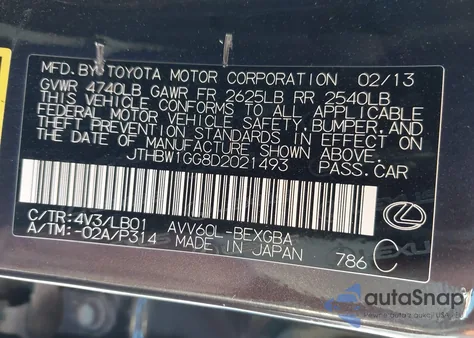 MFD. BY TOYOTA MOTOR CORPORATION 02/13
GVWR 4740LB GAWR FR 2625LB RR 2540LB
THIS VEHICLE CONFORMS TO ALL APPLICABLE
FEDERAL MOTOR VEHICLE SAFETY, BUMPER, AND
THEFT PREVENTION STANDARDS IN EFFECT ON
THE DATE OF MANUFACTURE SHOWN ABOVE.
JTHBW1GG8D2021493 PASS.CAR
C/TR: 4V3/LB01 AVV60L-BEXGBA
A/TM: -02A/P314 MADE IN JAPAN 786 C
autoSnap